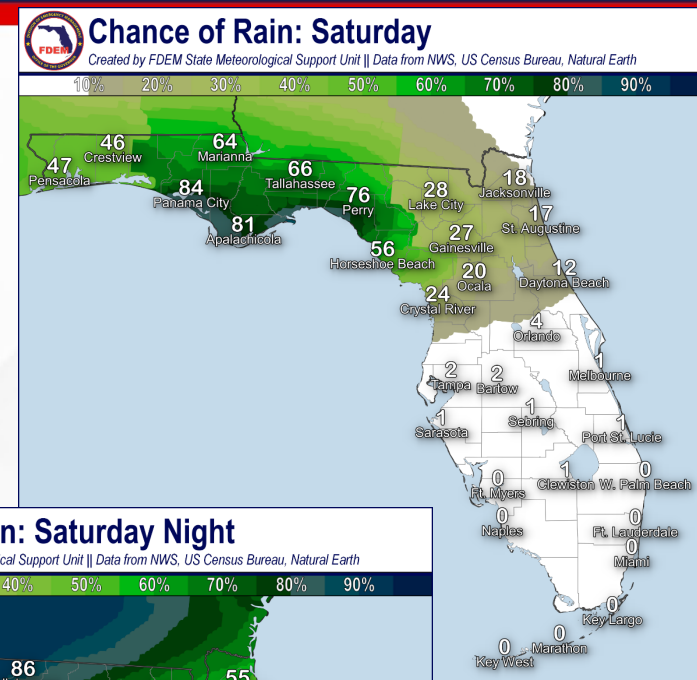 FDEM
Chance of Rain: Saturday
Created by FDEM State Meteorological Support Unit || Data from NWS, US Census Bureau, Natural Earth
10% 20% 30% 40% 50% 60% 70% 80% 90%
46
Crestview
64
Marianna
47
Pensacola
66
Tallahassee
84
Panama City
76
Perry
28
Lake City
18
Jacksonville
81
Apalachicola
17
St. Augustine
27
Gainesville
56
Horseshoe Beach
20
Ocala
12
Daytona Beach
24
Crystal River
4
Orlando
2
Tampa
2
Bartow
1
Melbourne
1
Sarasota
1
Sebring
1
Port St. Lucie
0
Ft. Myers
1
Clewiston
0
W. Palm Beach
0
Naples
0
Ft. Lauderdale
0
Miami
0
Key Largo
0
Marathon
0
Key West
n: Saturday Night
cal Support Unit || Data from NWS, US Census Bureau, Natural Earth
40% 50% 60% 70% 80% 90%
86
55